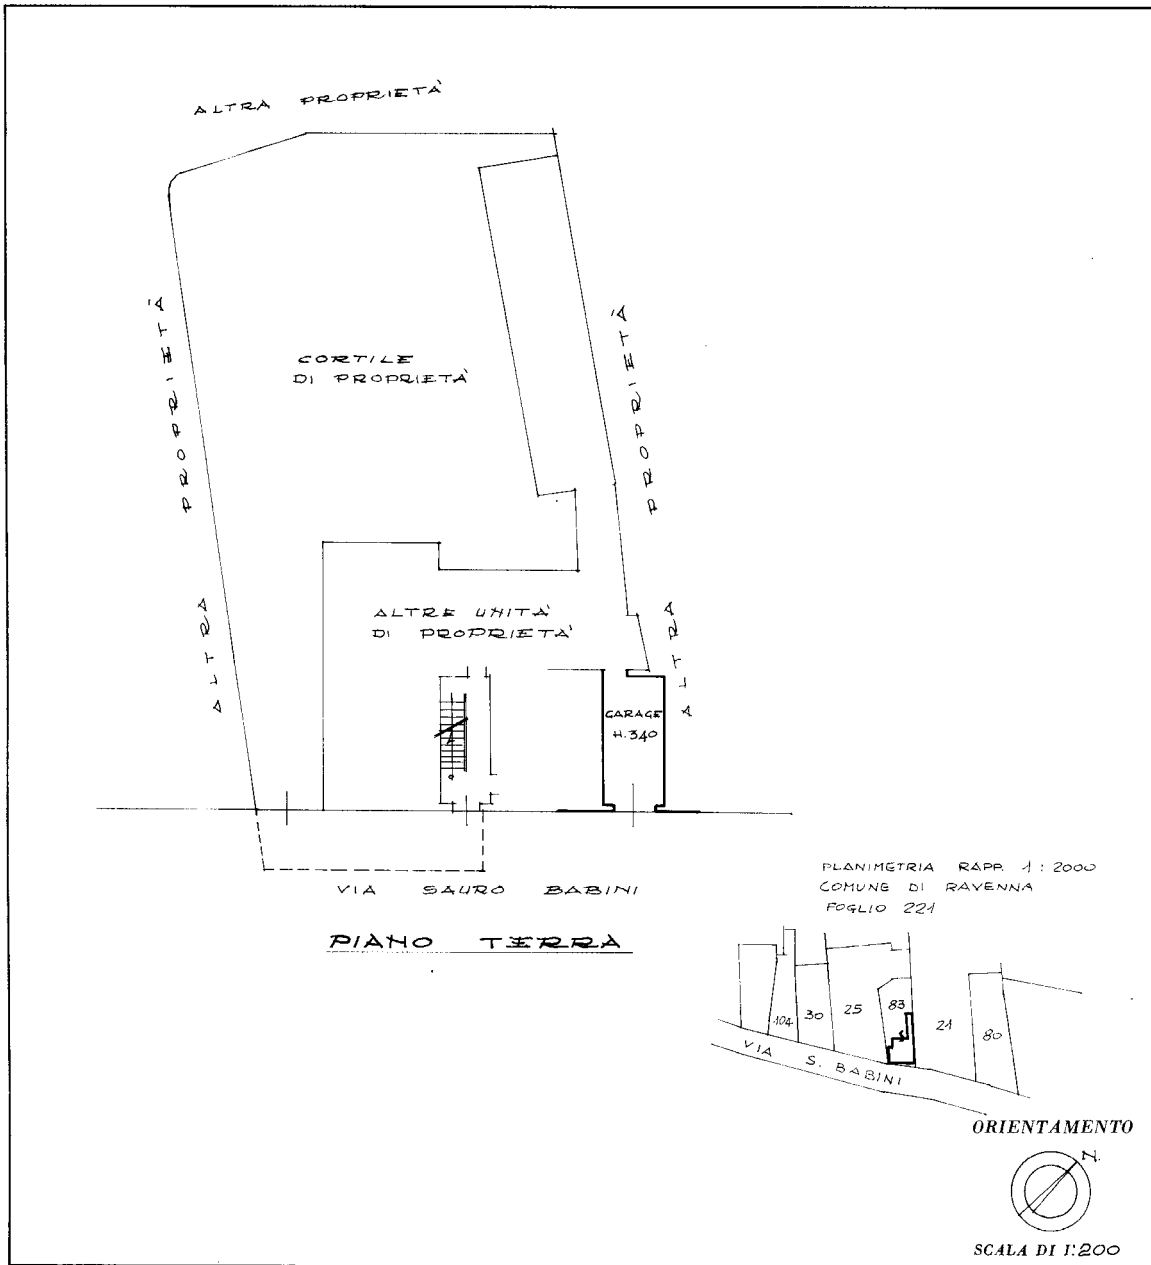 ALTRA PROPRIETÀ
ALTRA PROPRIETÀ
CORTILE
DI PROPRIETÀ
ALTRA PROPRIETÀ
ALTRE UNITÀ
DI PROPRIETÀ
GARAGE
H. 340
VIA SAURO BABINI
PIANO TERRA
PLANIMETRIA RAPP. 1 : 2000
COMUNE DI RAVENNA
FOGLIO 221
104
30
25
83
21
80
VIA S. BABINI
ORIENTAMENTO
N.
SCALA DI 1:200